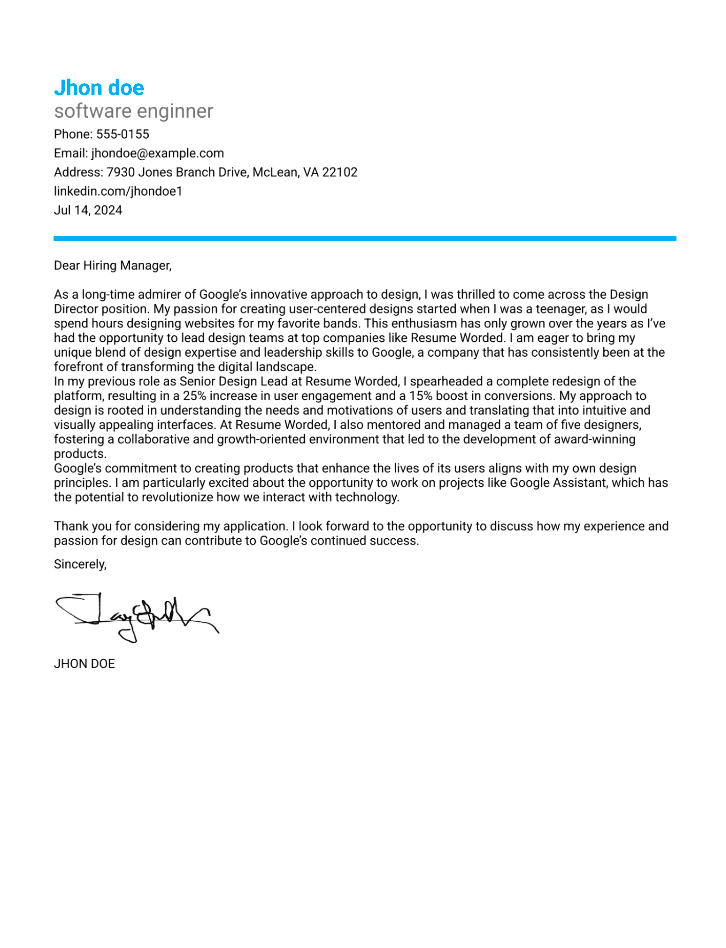 Jhon doe
software enginner
Phone: 555-0155
Email: jhondoe@example.com
Address: 7930 Jones Branch Drive, McLean, VA 22102
linkedin.com/jhondoe1
Jul 14, 2024
Dear Hiring Manager,
As a long-time admirer of Google’s innovative approach to design, I was thrilled to come across the Design
Director position. My passion for creating user-centered designs started when I was a teenager, as I would
spend hours designing websites for my favorite bands. This enthusiasm has only grown over the years as I’ve
had the opportunity to lead design teams at top companies like Resume Worded. I am eager to bring my
unique blend of design expertise and leadership skills to Google, a company that has consistently been at the
forefront of transforming the digital landscape.
In my previous role as Senior Design Lead at Resume Worded, I spearheaded a complete redesign of the
platform, resulting in a 25% increase in user engagement and a 15% boost in conversions. My approach to
design is rooted in understanding the needs and motivations of users and translating that into intuitive and
visually appealing interfaces. At Resume Worded, I also mentored and managed a team of five designers,
fostering a collaborative and growth-oriented environment that led to the development of award-winning
products.
Google’s commitment to creating products that enhance the lives of its users aligns with my own design
principles. I am particularly excited about the opportunity to work on projects like Google Assistant, which has
the potential to revolutionize how we interact with technology.
Thank you for considering my application. I look forward to the opportunity to discuss how my experience and
passion for design can contribute to Google’s continued success.
Sincerely,
JHON DOE